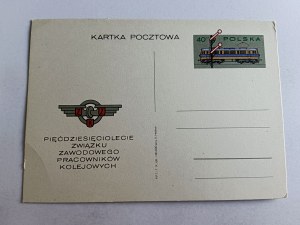 KARTKA POCZTOWA
40 POLSKA
PIĘĆDZIESIĘCIOLECIE
ZWIĄZKU
ZAWODOWEGO
PRACOWNIKÓW
KOLEJOWYCH